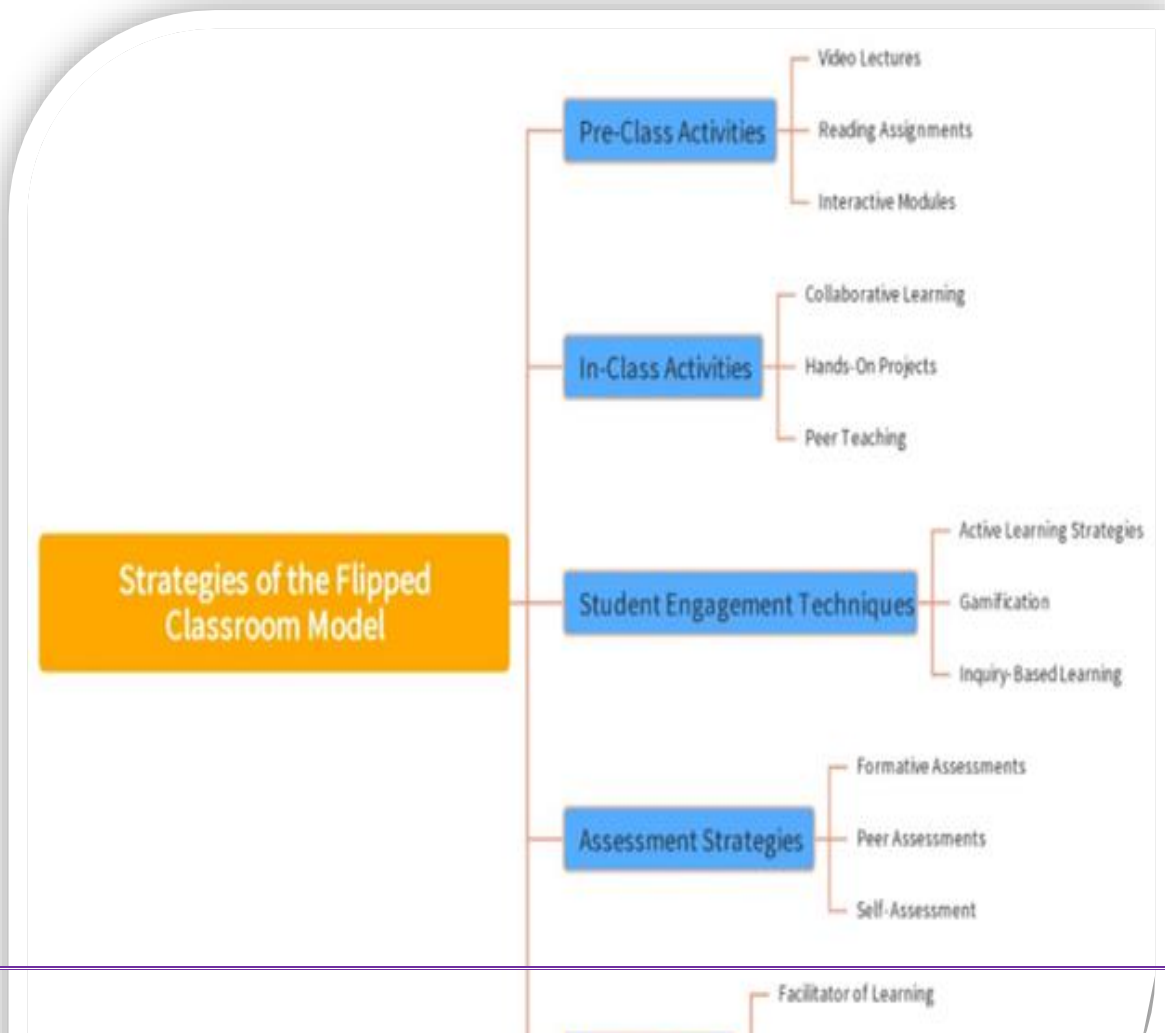 Video Lectures
Pre-Class Activities
Reading Assignments
Interactive Modules
Collaborative Learning
In-Class Activities
Hands-On Projects
Peer Teaching
Strategies of the Flipped
Classroom Model
Active Learning Strategies
Student Engagement Techniques
Gamification
Inquiry-Based Learning
Formative Assessments
Assessment Strategies
Peer Assessments
Self-Assessment
Facilitator of Learning